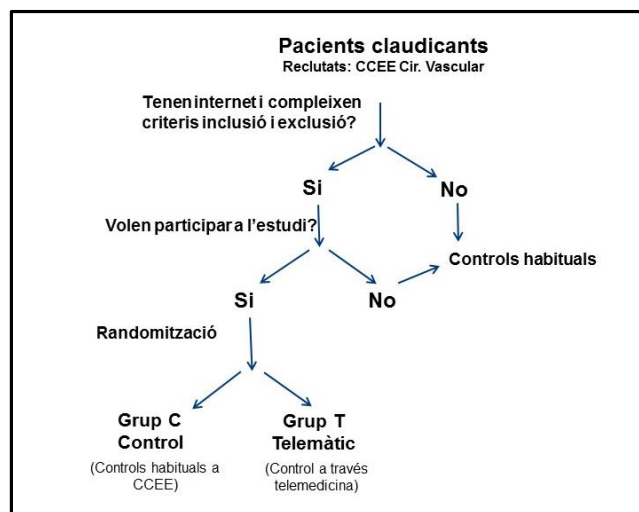 Pacients claudicants
Reclutats: CCEE Cir. Vascular
Tenen internet i compleixen
criteris inclusió i exclusió?
Si
No
Volen participar a l'estudi?
Controls habituals
Si
No
Randomització
Grup C
Control
(Controls habituals a
CCEE)
Grup T
Telemàtic
(Control a través
telemedicina)